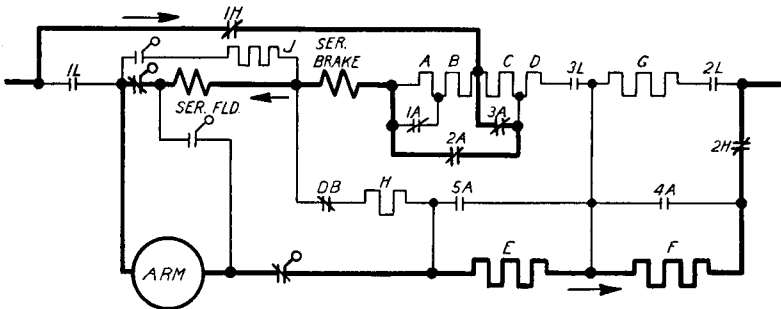 1H
J
SER.
BRAKE
A B C D 3L G 2L
1L
SER. FLD.
1A 3A
2A
2H
DB H 5A 4A
ARM
E F